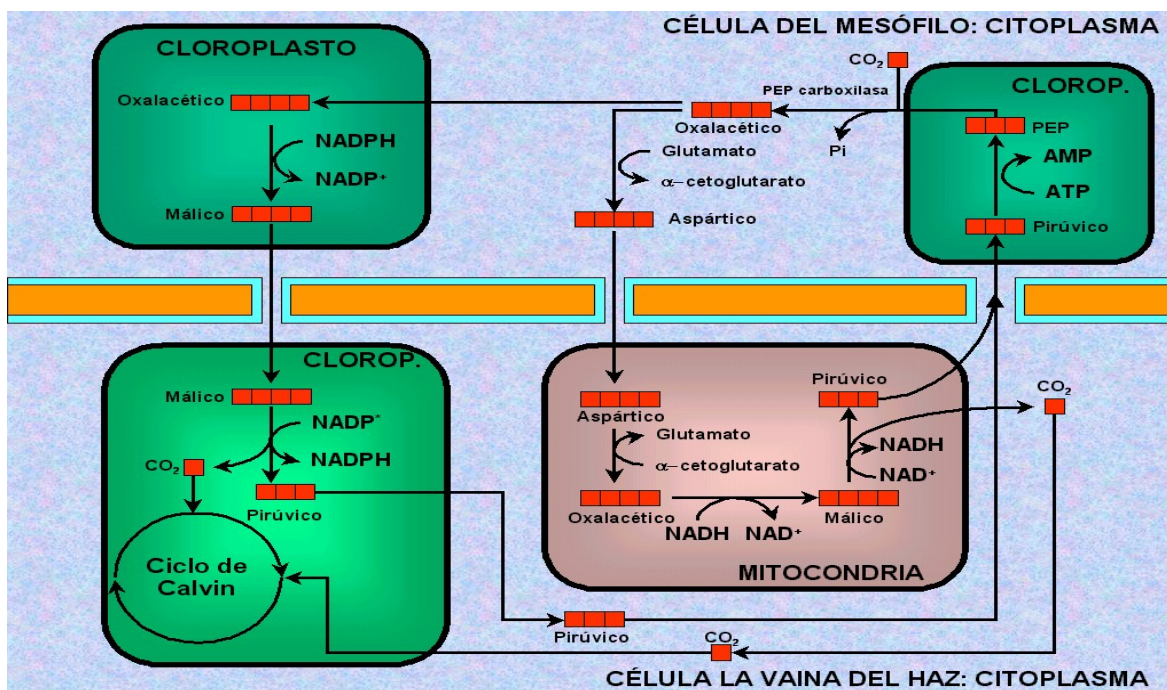 CÉLULA DEL MESÓFILO: CITOPLASMA
CLOROPLASTO
CO₂
CLOROP.
PEP carboxilasa
Oxalacético
Oxalacético
PEP
NADPH
Glutamato
Pi
AMP
NADP⁺
α-cetoglutarato
ATP
Málico
Aspártico
Pirúvico
CLOROP.
Málico
NADP⁺
NADPH
CO₂
Pirúvico
Ciclo de
Calvin
Pirúvico
CO₂
Aspártico
Glutamato
NADH
α-cetoglutarato
NAD⁺
Oxalacético
Málico
NADH
NAD⁺
MITOCONDRIA
Pirúvico
CO₂
CÉLULA LA VAINA DEL HAZ: CITOPLASMA